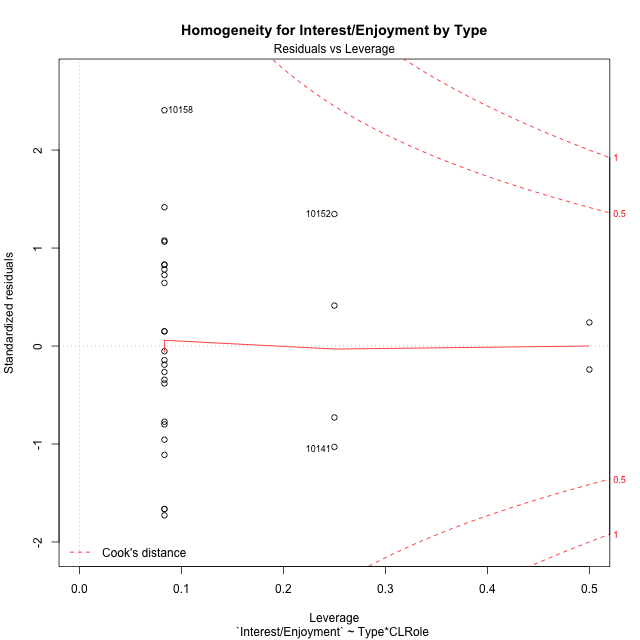 Homogeneity for Interest/Enjoyment by Type
Residuals vs Leverage
Standardized residuals
2
1
0
-1
-2
10158
10152
10141
1
0.5
0.5
1
Cook's distance
0.0 0.1 0.2 0.3 0.4 0.5
Leverage
`Interest/Enjoyment` ~ Type*CLRole